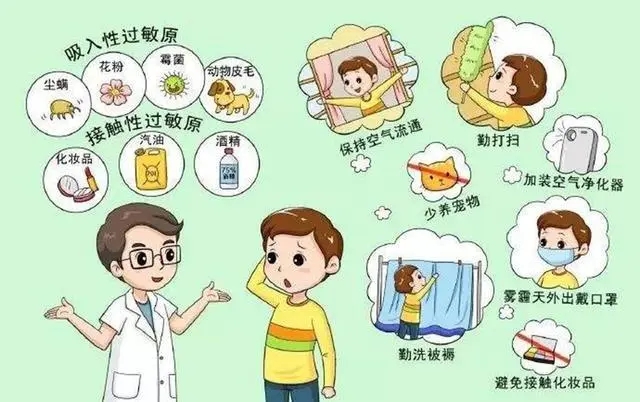 吸入性过敏原
尘螨
花粉
霉菌
动物皮毛
接触性过敏原
化妆品
汽油
酒精
75%
酒精
保持空气流通
勤打扫
少养宠物
加装空气净化器
勤洗被褥
雾霾天外出戴口罩
避免接触化妆品